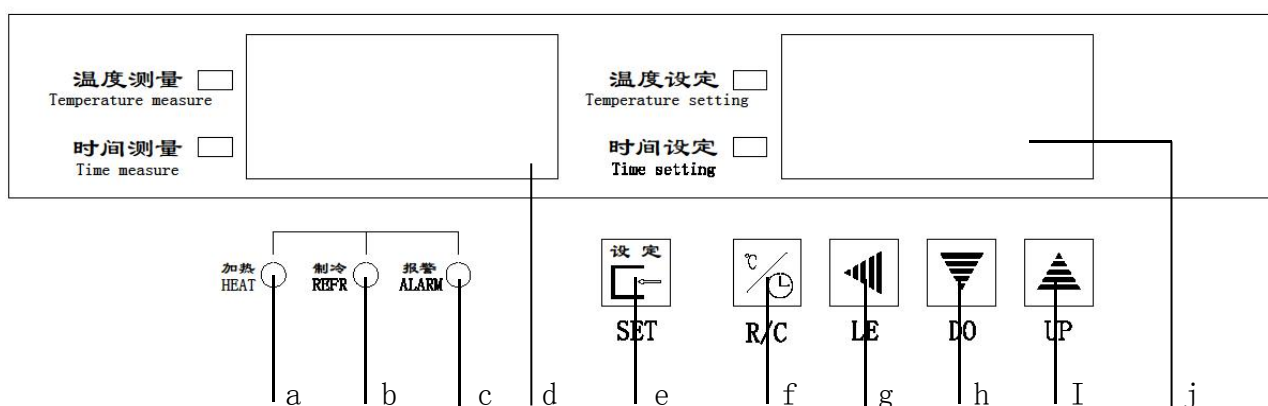 温度测量
Temperature measure
时间测量
Time measure
温度设定
Temperature setting
时间设定
Time setting
加热
HEAT
制冷
REFR
报警
ALARM
设 定
SET
℃
R/C
LE
DO
UP
a b c d e f g h I j